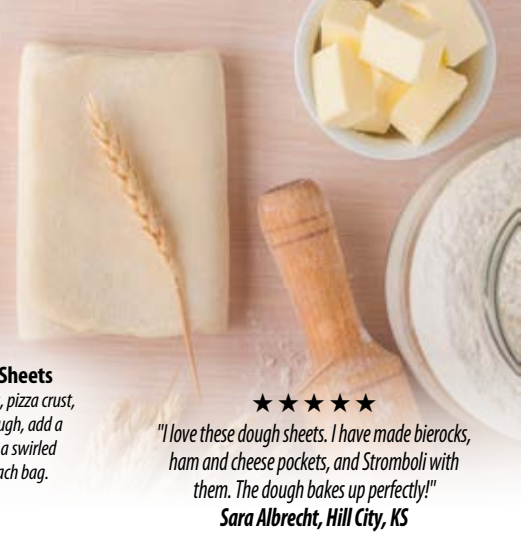 Sheets
, pizza crust,
ugh, add a
a swirled
ach bag.
★★★★★
"I love these dough sheets. I have made bierocks,
ham and cheese pockets, and Stromboli with
them. The dough bakes up perfectly!"
Sara Albrecht, Hill City, KS